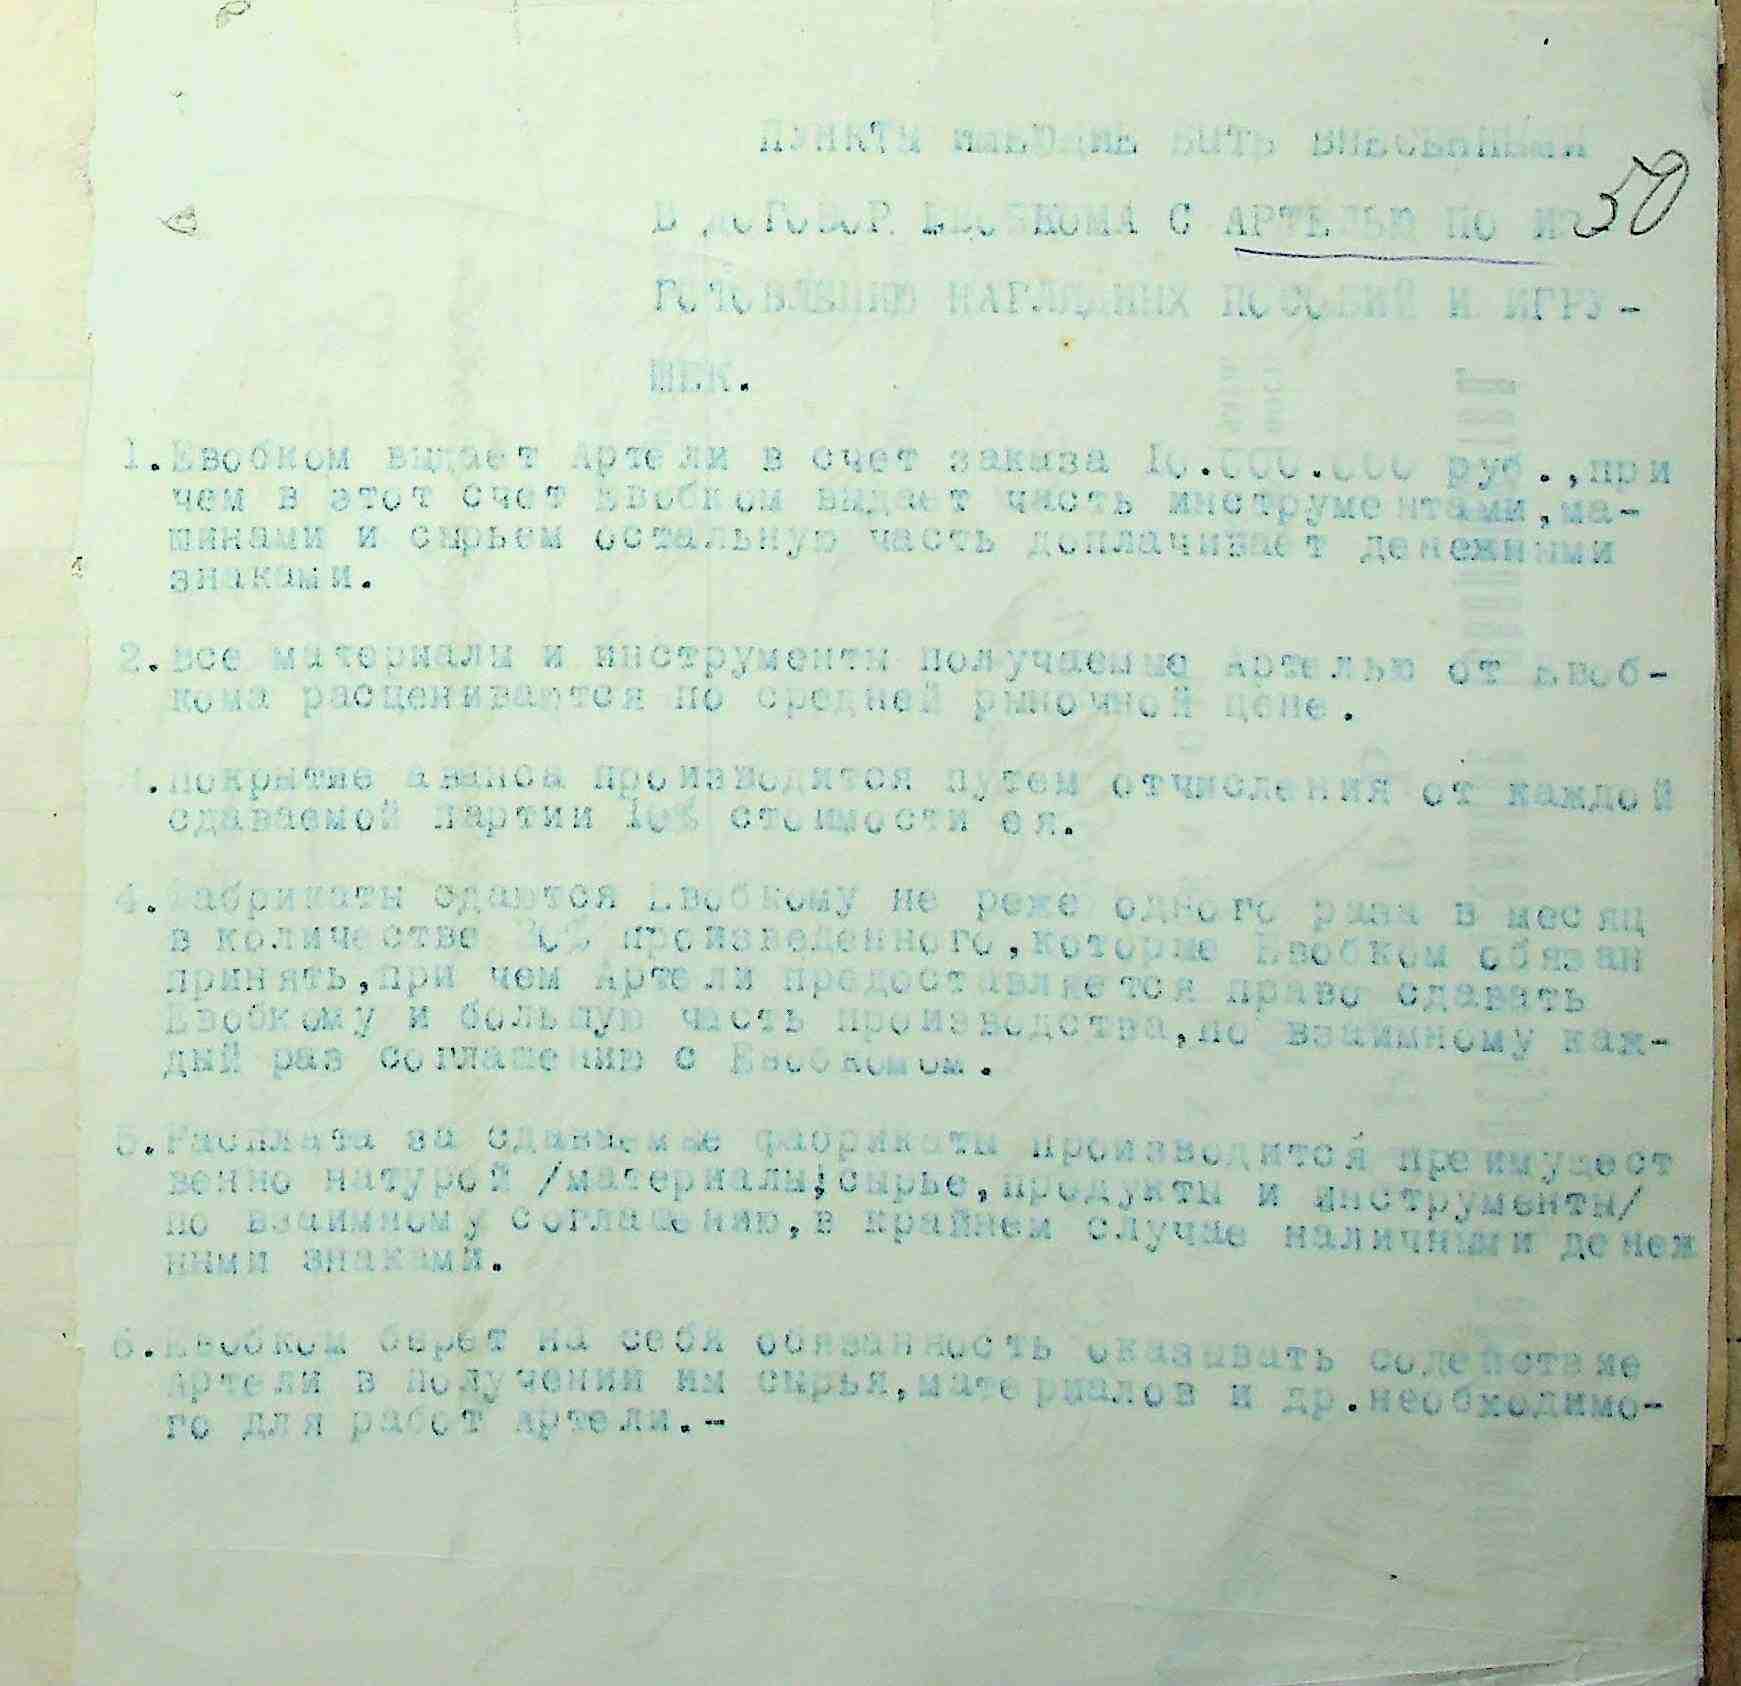 Пункты имеющие быть вписанными
50
В ДОГОВОР ЕВОБКОМА С АРТЕЛЬЮ ПО ИЗ
ГОТОВЛЕНИЮ НАГЛЯДНЫХ ПОСОБИЙ И ИГРУ-
ШЕК.
1. Евобком выдает Артели в счет заказа 10.000.000 руб.,при
чем в этот счет Евобком выдает часть инструментами,ма-
шинами и сырьем остальную часть доплачивает денежными
знаками.
2. Все материалы и инструменты получаемые Артелью от Евоб-
кома расцениваются по средней рыночной цене.
3. Покрытие аванса производится путем отчисления от каждой
сдаваемой партии 10% стоимости ея.
4. Фабрикаты сдаются Евобкому не реже одного раза в месяц
в количестве произведенного,которые Евобком обязан
принять,при чем Артели предоставляется право сдавать
Евобкому и большую часть производства,по взаимному каж-
дый раз соглашению с Евобкомом.
5. Расплата за сдаваемые фабрикаты производится преимущест
венно натурой /материалы,сырье,продукты и инструменты/
по взаимному соглашению,в крайнем случае наличными денеж
ными знаками.
6. Евобком берет на себя обязанность оказывать содействие
Артели в получении им сырья,материалов и др.необходимо-
го для работ Артели.-